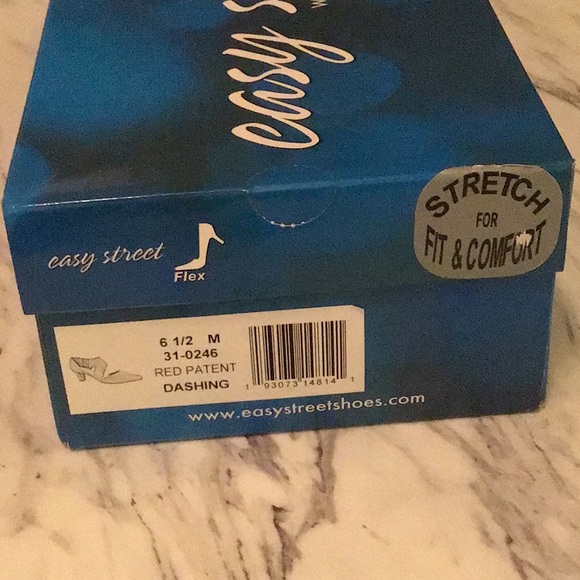 easy s
easy street
Flex
STRETCH
FOR
FIT & COMFORT
6 1/2 M
31-0246
RED PATENT
DASHING
1 93073 14814 1
www.easystreetshoes.com